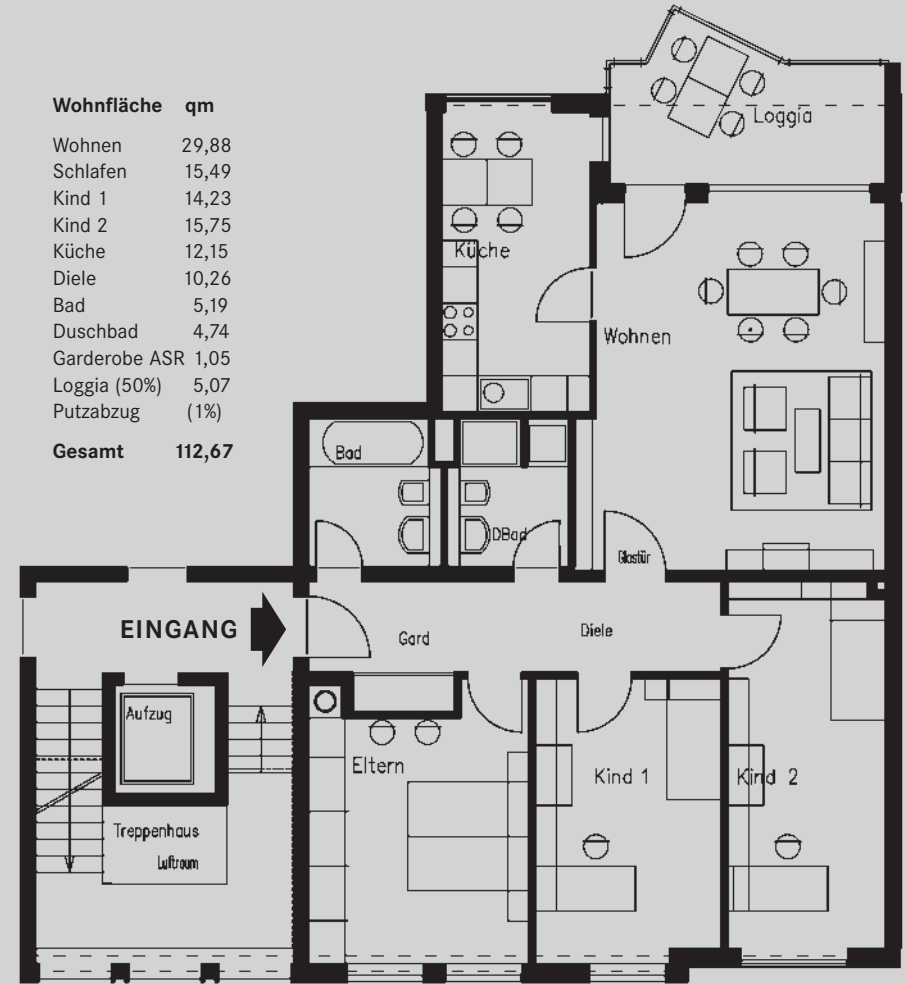 Wohnfläche qm
Wohnen 29,88
Schlafen 15,49
Kind 1 14,23
Kind 2 15,75
Küche 12,15
Diele 10,26
Bad 5,19
Duschbad 4,74
Garderobe ASR 1,05
Loggia (50%) 5,07
Putzabzug (1%)
Gesamt 112,67
Loggia
Küche
Wohnen
Bad
DBad
Glastür
EINGANG
Gard
Diele
Aufzug
Eltern
Kind 1
Kind 2
Treppenhaus
Luftraum